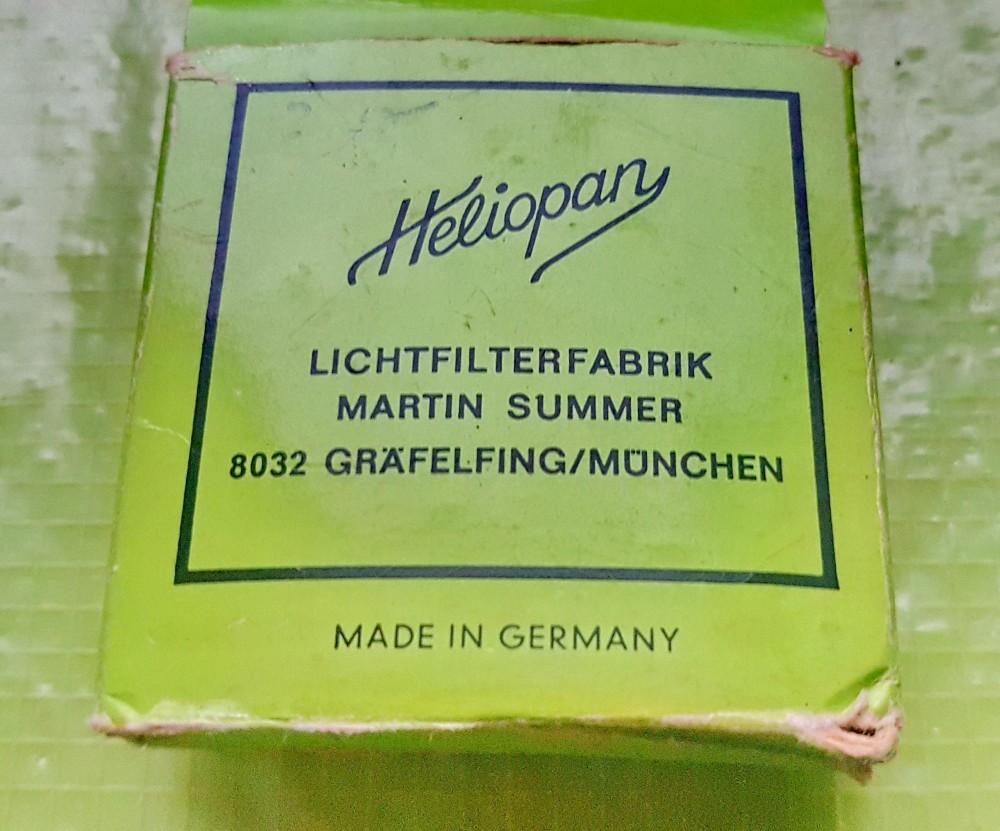 Heliopan
LICHTFILTERFABRIK
MARTIN SUMMER
8032 GRÄFELFING/MÜNCHEN
MADE IN GERMANY